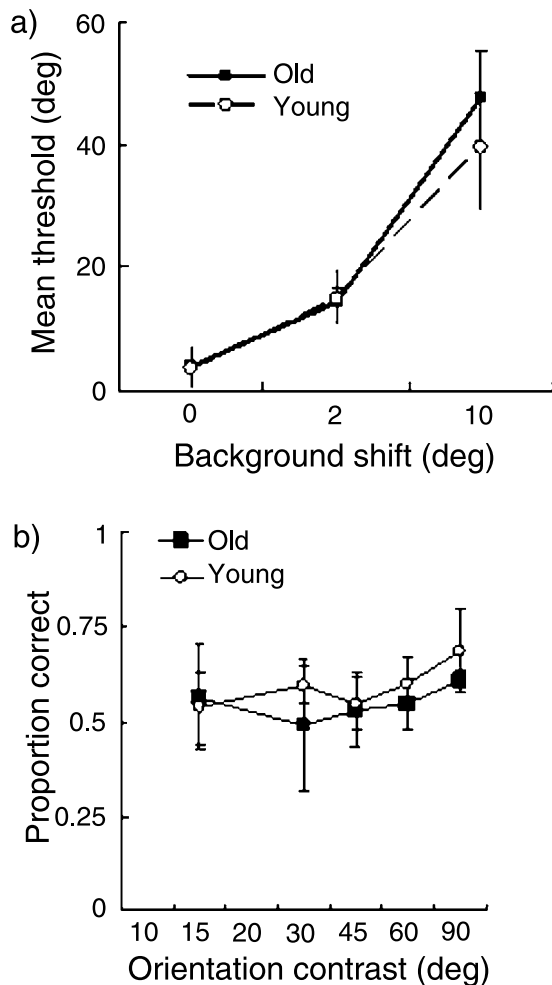 a)
60
40
20
0
Mean threshold (deg)
Old
Young
0 2 10
Background shift (deg)
b)
1
0.75
0.5
0.25
0
Proportion correct
Old
Young
10 15 20 30 45 60 90
Orientation contrast (deg)